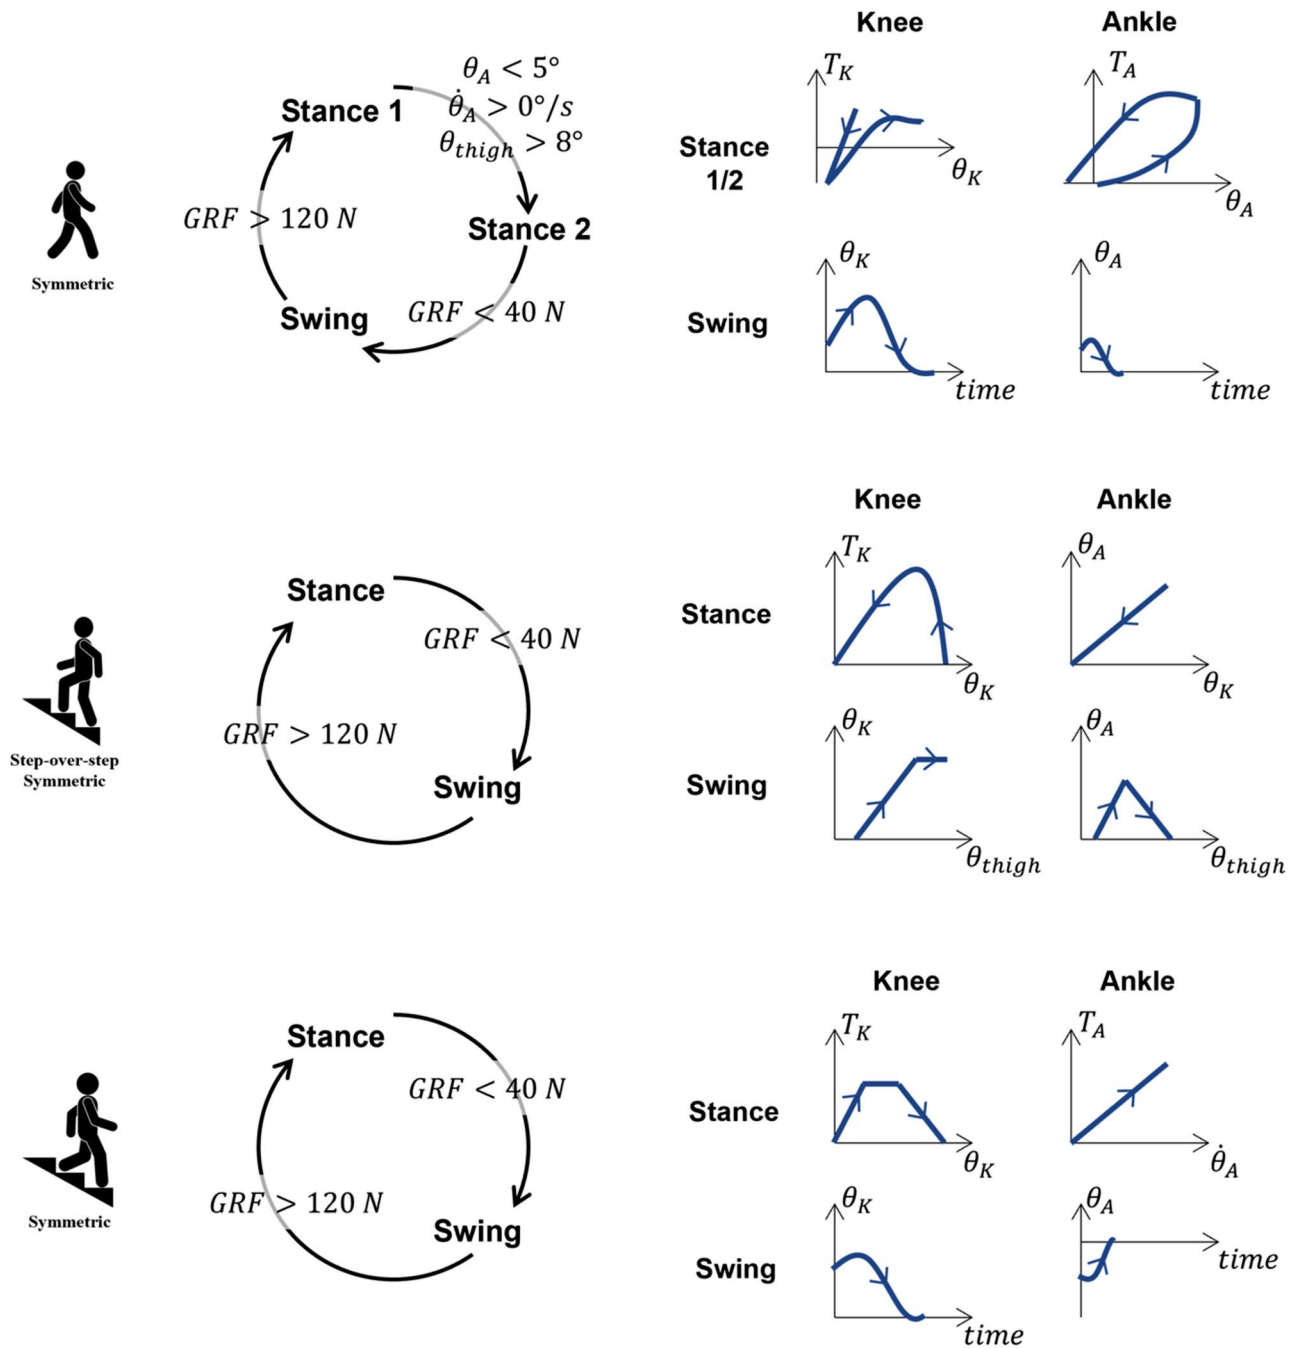 Knee
Ankle
θ_A < 5°
θ̇_A > 0°/s
θ_thigh > 8°
Stance 1
GRF > 120 N
Stance 2
GRF < 40 N
Swing
Symmetric
Stance
1/2
T_K
θ_K
T_A
θ_A
Swing
θ_K
time
θ_A
time
Knee
Ankle
Stance
GRF < 40 N
GRF > 120 N
Swing
Step-over-step
Symmetric
Stance
T_K
θ_K
θ_A
θ_K
Swing
θ_K
θ_thigh
θ_A
θ_thigh
Knee
Ankle
Stance
GRF < 40 N
GRF > 120 N
Swing
Symmetric
Stance
T_K
θ_K
T_A
θ̇_A
Swing
θ_K
time
θ_A
time